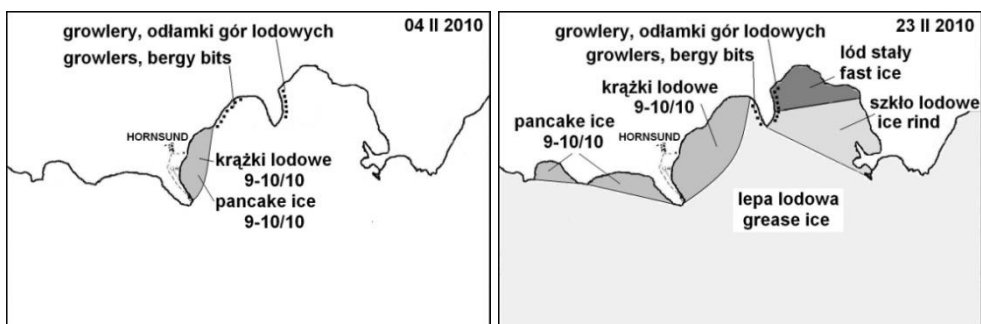 04 II 2010
growlery, odłamki gór lodowych
growlers, bergy bits
HORNSUND
krążki lodowe
9-10/10
pancake ice
9-10/10
23 II 2010
growlery, odłamki gór lodowych
growlers, bergy bits
lód stały
fast ice
krążki lodowe
9-10/10
szkło lodowe
ice rind
pancake ice
9-10/10
HORNSUND
lepa lodowa
grease ice